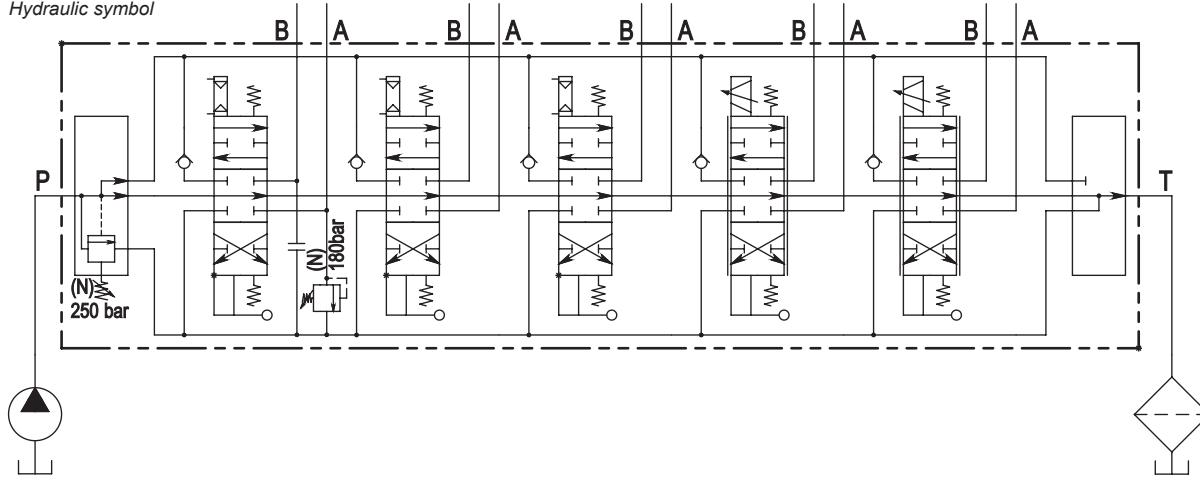 Hydraulic symbol
B A B A B A B A B A
P
T
(N)
180bar
(N)
250 bar